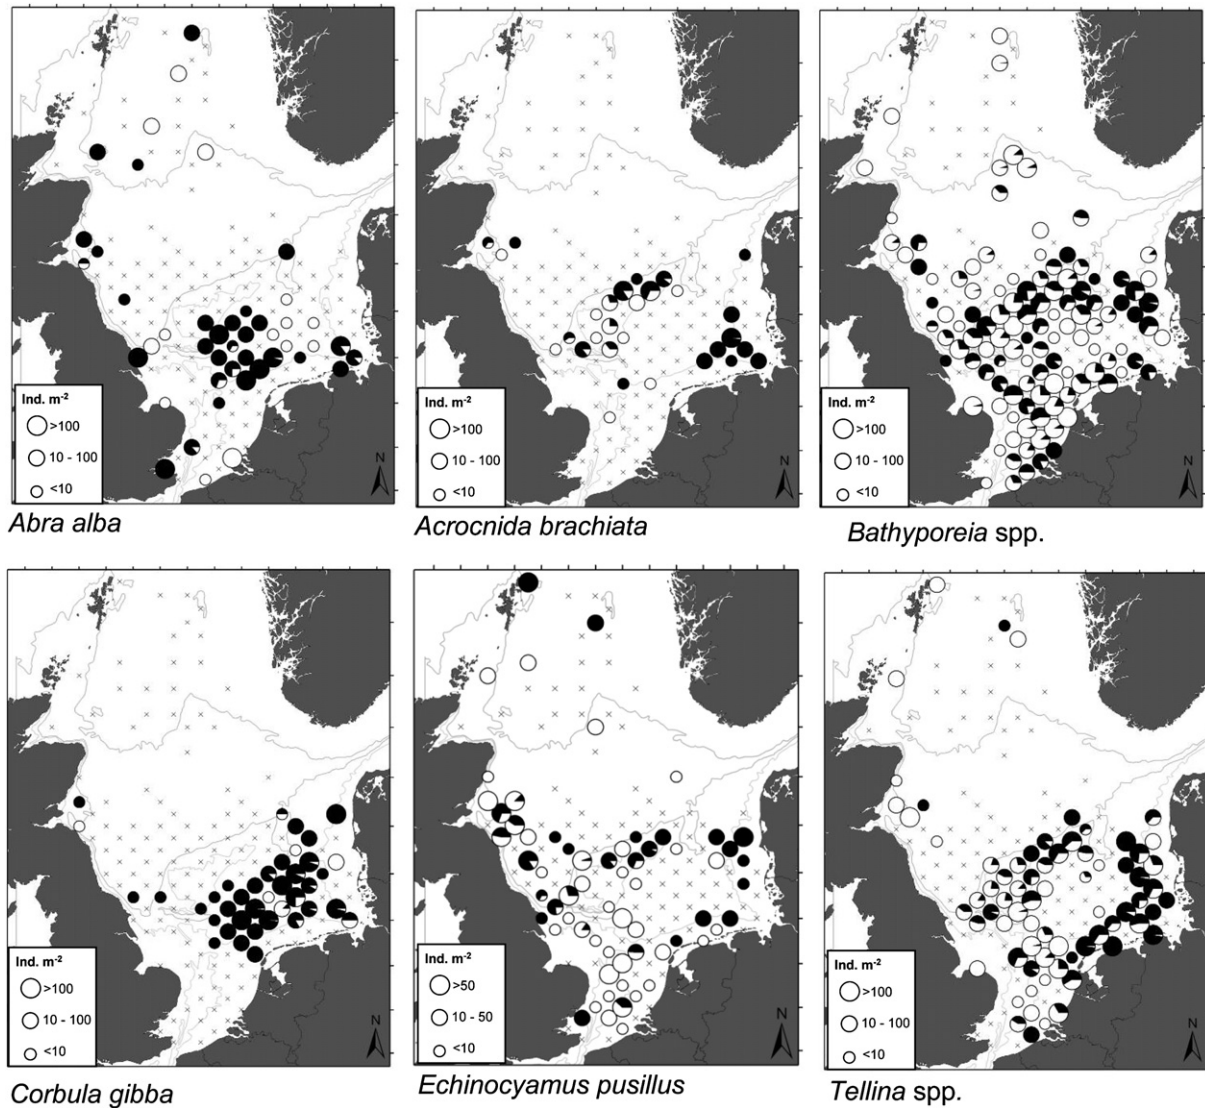 Ind. m⁻²
>100
10 - 100
<10
N
Abra alba
Ind. m⁻²
>100
10 - 100
<10
N
Acrocnida brachiata
Ind. m⁻²
>100
10 - 100
<10
N
Bathyporeia spp.
Ind. m⁻²
>100
10 - 100
<10
N
Corbula gibba
Ind. m⁻²
>50
10 - 50
<10
N
Echinocyamus pusillus
Ind. m⁻²
>100
10 - 100
<10
N
Tellina spp.